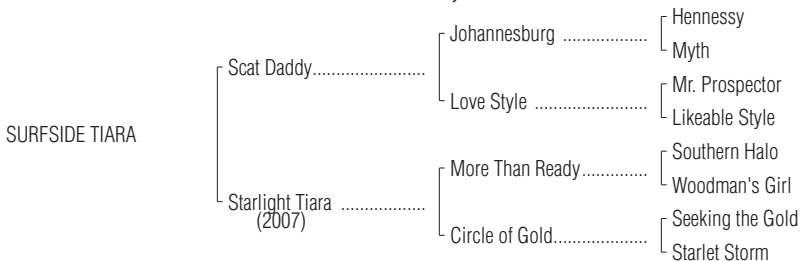 Hennessy
Johannesburg ..................
Myth
Scat Daddy........................
Mr. Prospector
Love Style ........................
Likeable Style
SURFSIDE TIARA
Southern Halo
More Than Ready..............
Woodman's Girl
Starlight Tiara ..................
(2007)
Seeking the Gold
Circle of Gold....................
Starlet Storm